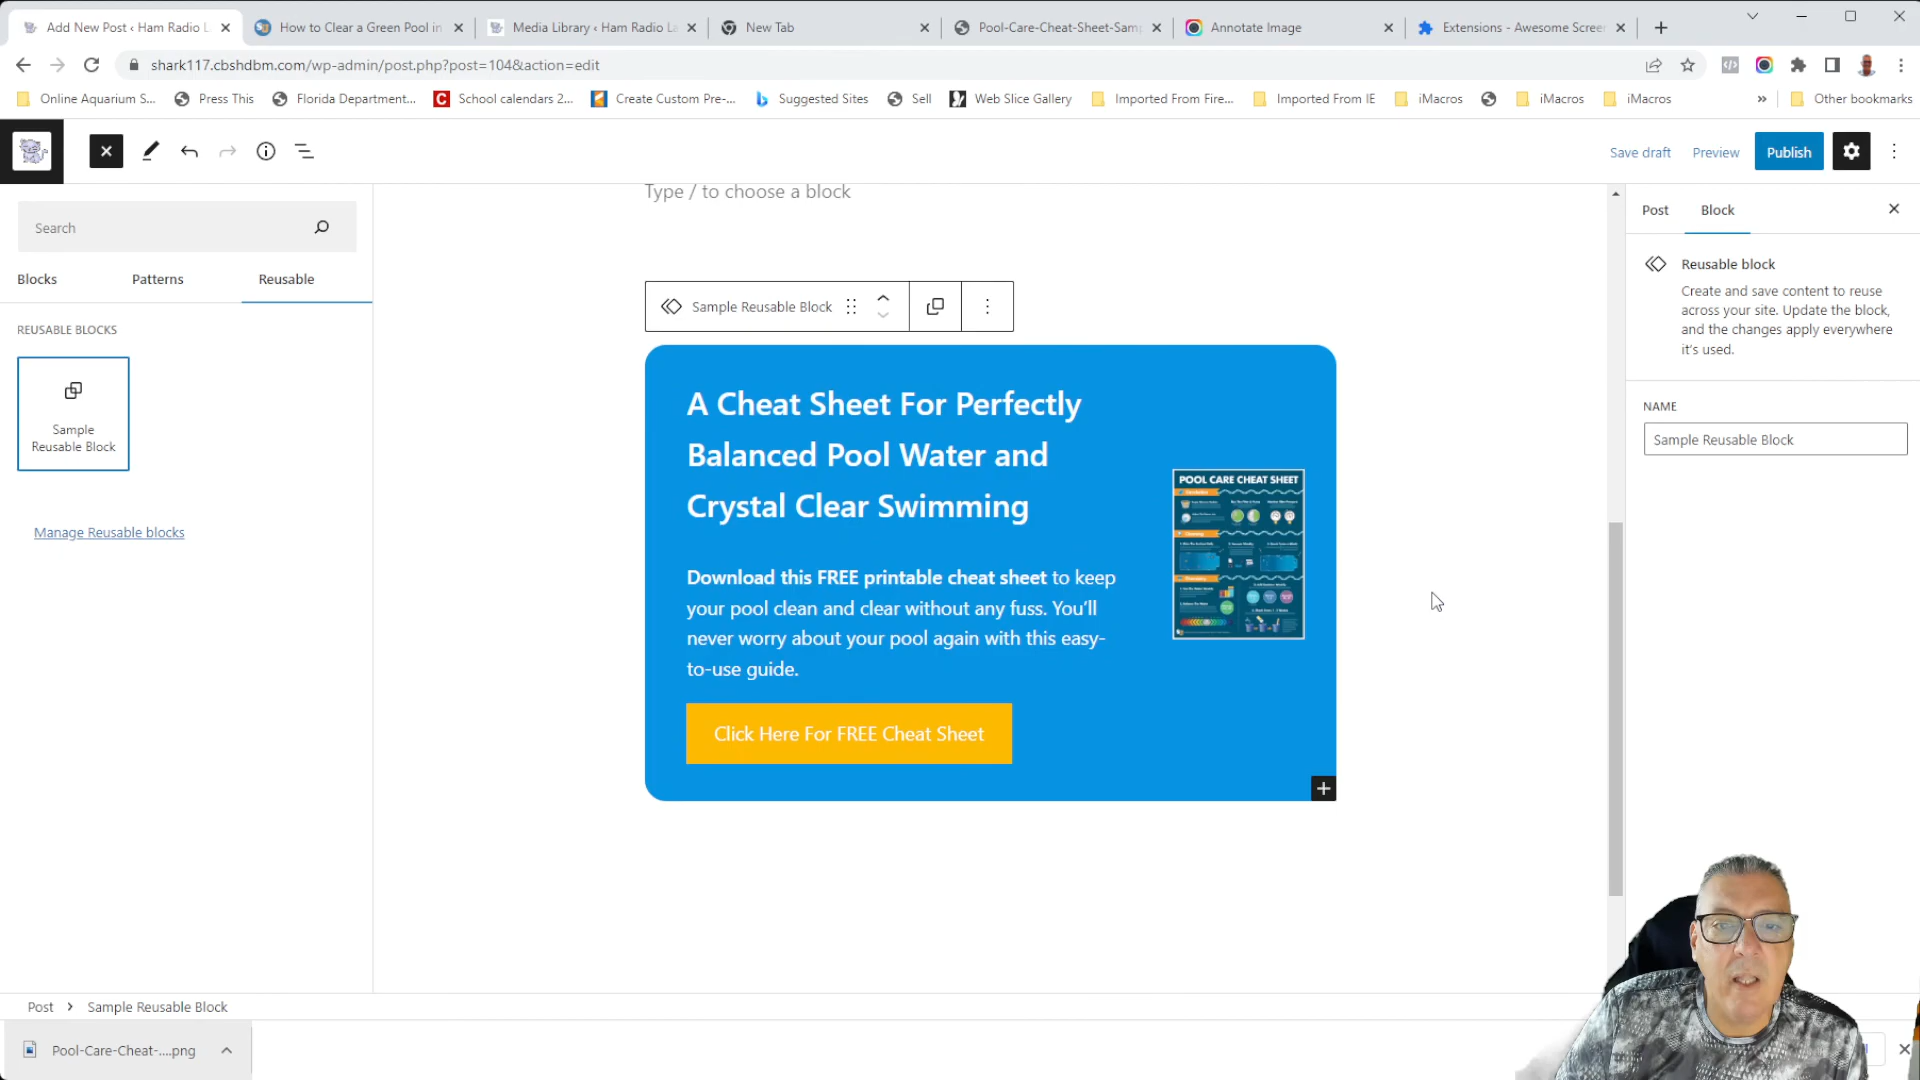 Add New Post ‹ Ham Radio L
How to Clear a Green Pool in
Media Library ‹ Ham Radio La
New Tab
Pool-Care-Cheat-Sheet-Sam
Annotate Image
Extensions - Awesome Scree
shark117.cbshdbm.com/wp-admin/post.php?post=104&action=edit
Online Aquarium S...
Press This
Florida Department...
School calendars 2...
Create Custom Pre-...
Suggested Sites
Sell
Web Slice Gallery
Imported From Fire...
Imported From IE
iMacros
iMacros
iMacros
»
Other bookmarks
Save draft
Preview
Publish
Search
Blocks
Patterns
Reusable
REUSABLE BLOCKS
Sample
Reusable Block
Manage Reusable blocks
Type / to choose a block
Sample Reusable Block
A Cheat Sheet For Perfectly
Balanced Pool Water and
Crystal Clear Swimming
Download this FREE printable cheat sheet to keep
your pool clean and clear without any fuss. You’ll
never worry about your pool again with this easy-
to-use guide.
Click Here For FREE Cheat Sheet
POOL CARE CHEAT SHEET
Post
Block
Reusable block
Create and save content to reuse
across your site. Update the block,
and the changes apply everywhere
it’s used.
NAME
Sample Reusable Block
Post
Sample Reusable Block
Pool-Care-Cheat-....png